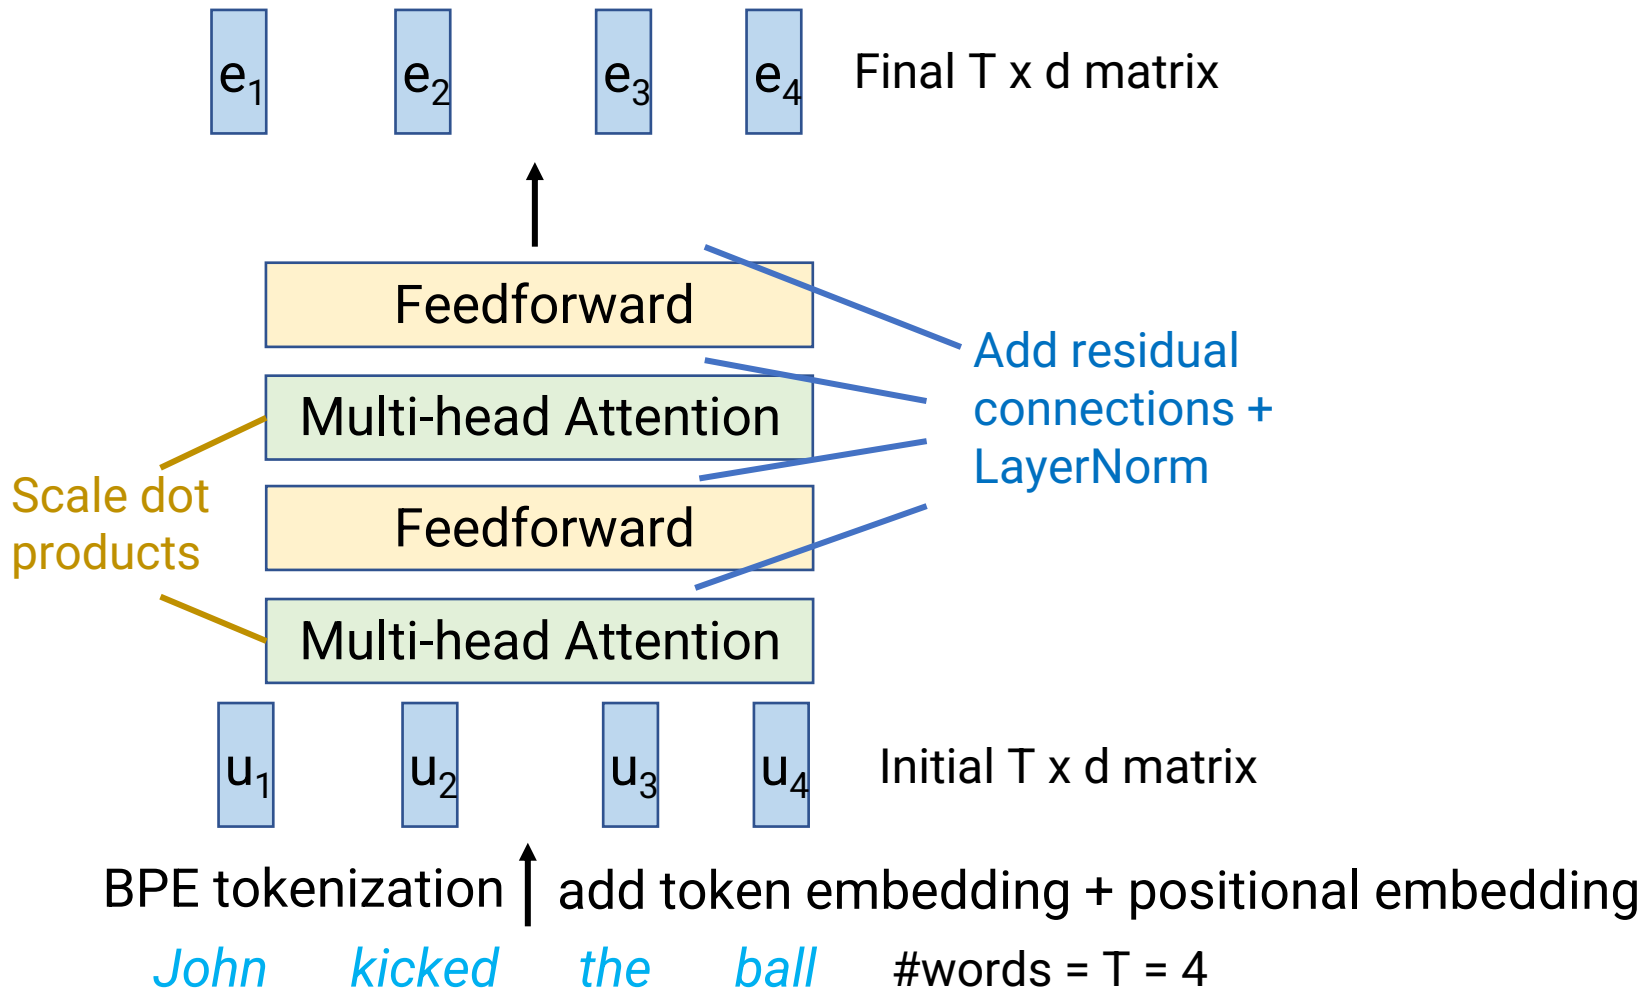 e1 e2 e3 e4 Final T x d matrix
Feedforward
Multi-head Attention
Feedforward
Multi-head Attention
Add residual
connections +
LayerNorm
Scale dot
products
u1 u2 u3 u4 Initial T x d matrix
BPE tokenization add token embedding + positional embedding
John kicked the ball #words = T = 4